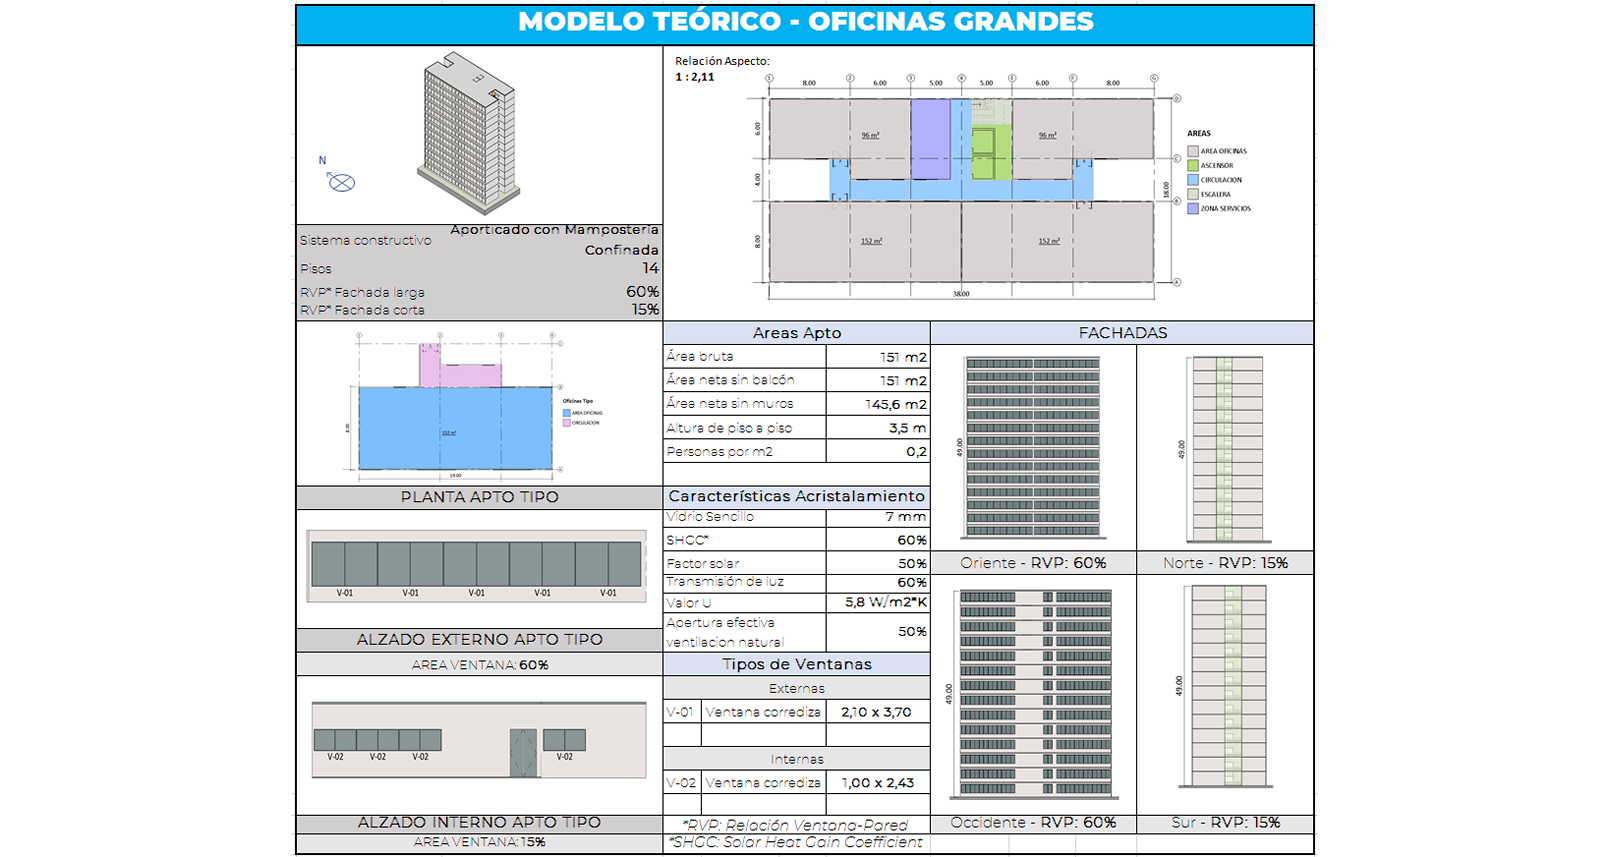 MODELO TEÓRICO - OFICINAS GRANDES
N
Sistema constructivo
Aporticado con Mampostería
Confinada
Pisos 14
RVP* Fachada larga 60%
RVP* Fachada corta 15%
Relación Aspecto:
1 : 2,11
8.00 6.00 5.00 5.00 6.00 8.00
6.00
4.00
8.00
18.00
38.00
96 m²
96 m²
152 m²
152 m²
AREAS
AREA OFICINAS
ASCENSOR
CIRCULACION
ESCALERA
ZONA SERVICIOS
8.00
152 m²
19.00
Oficinas Tipo
AREA OFICINAS
CIRCULACION
PLANTA APTO TIPO
V-01 V-01 V-01 V-01 V-01
ALZADO EXTERNO APTO TIPO
AREA VENTANA: 60%
V-02 V-02 V-02 V-02
ALZADO INTERNO APTO TIPO
AREA VENTANA: 15%
Areas Apto
Área bruta 151 m2
Área neta sin balcón 151 m2
Área neta sin muros 145,6 m2
Altura de piso a piso 3,5 m
Personas por m2 0,2
Características Acristalamiento
Vidrio Sencillo 7 mm
SHGC* 60%
Factor solar 50%
Transmisión de luz 60%
Valor U 5,8 W/m2*K
Apertura efectiva
ventilacion natural 50%
Tipos de Ventanas
Externas
V-01 Ventana corrediza 2,10 x 3,70
Internas
V-02 Ventana corrediza 1,00 x 2,43
*RVP: Relación Ventana-Pared
*SHGC: Solar Heat Gain Coefficient
FACHADAS
49.00
49.00
Oriente - RVP: 60%
Norte - RVP: 15%
49.00
49.00
Occidente - RVP: 60%
Sur - RVP: 15%